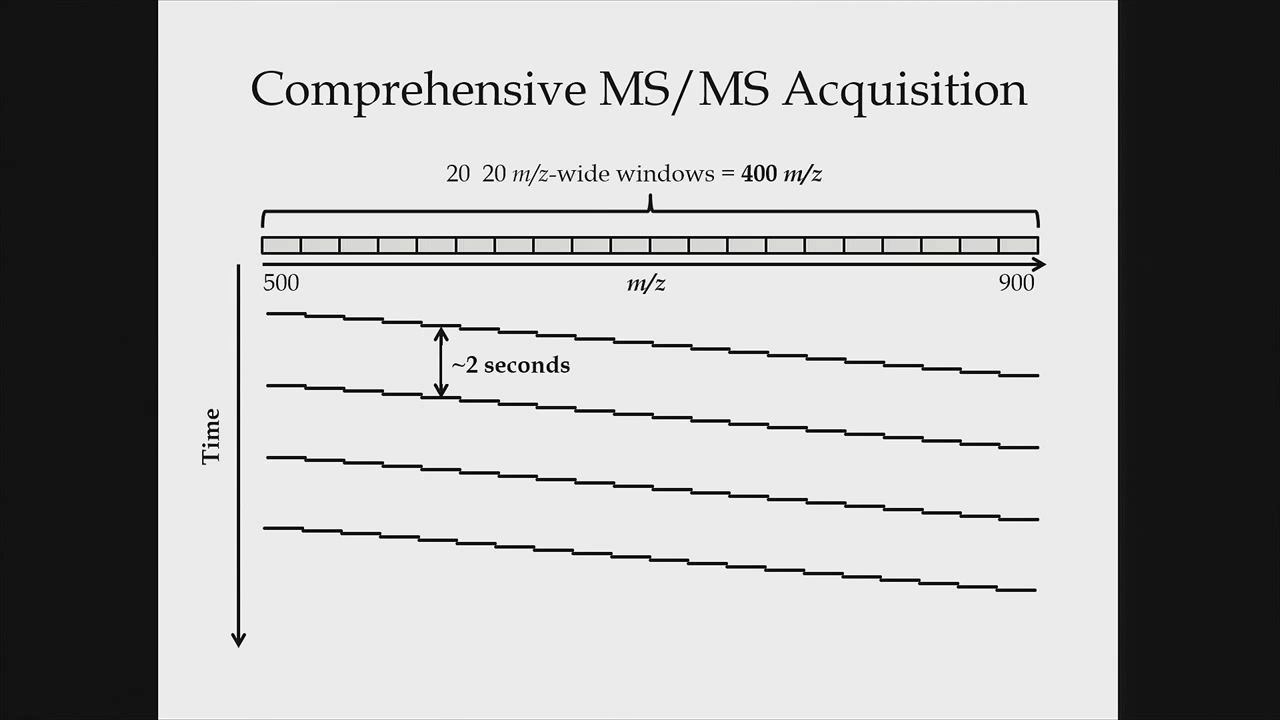 Comprehensive MS/MS Acquisition
20 20 m/z-wide windows = 400 m/z
500 m/z 900
~2 seconds
Time